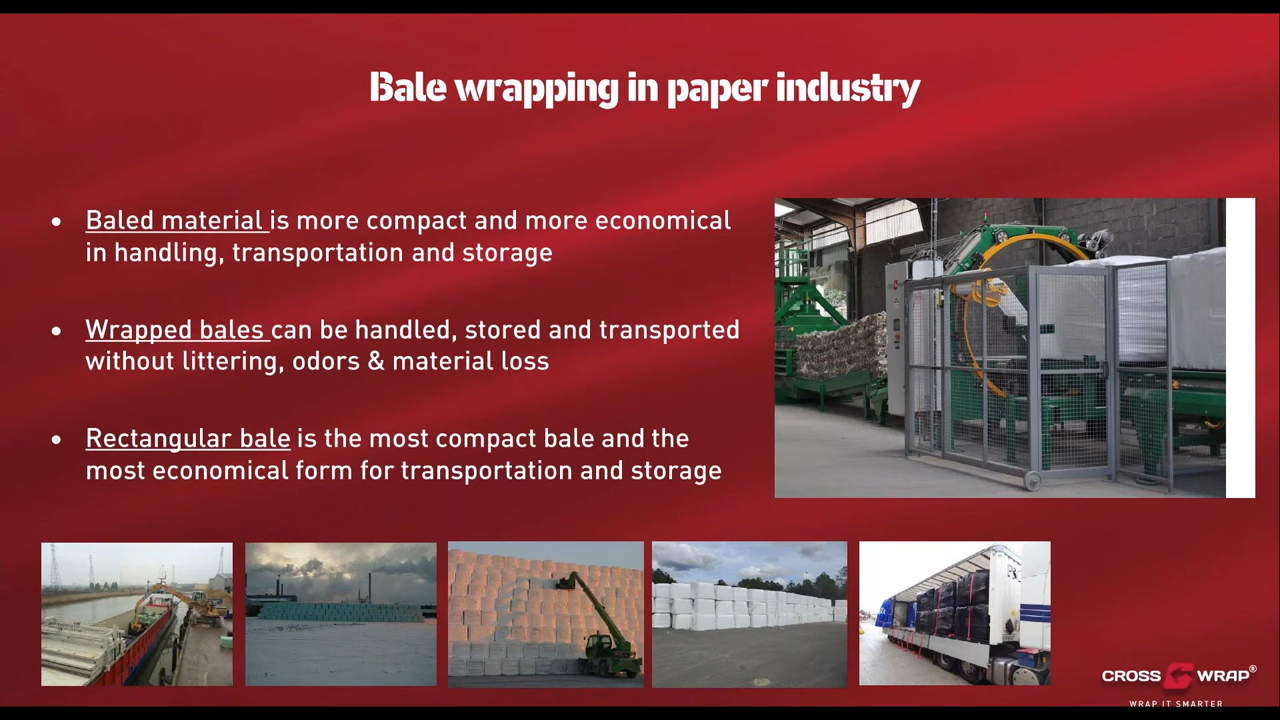 Bale wrapping in paper industry
• Baled material is more compact and more economical
in handling, transportation and storage
• Wrapped bales can be handled, stored and transported
without littering, odors & material loss
• Rectangular bale is the most compact bale and the
most economical form for transportation and storage
CROSS WRAP®
WRAP IT SMARTER